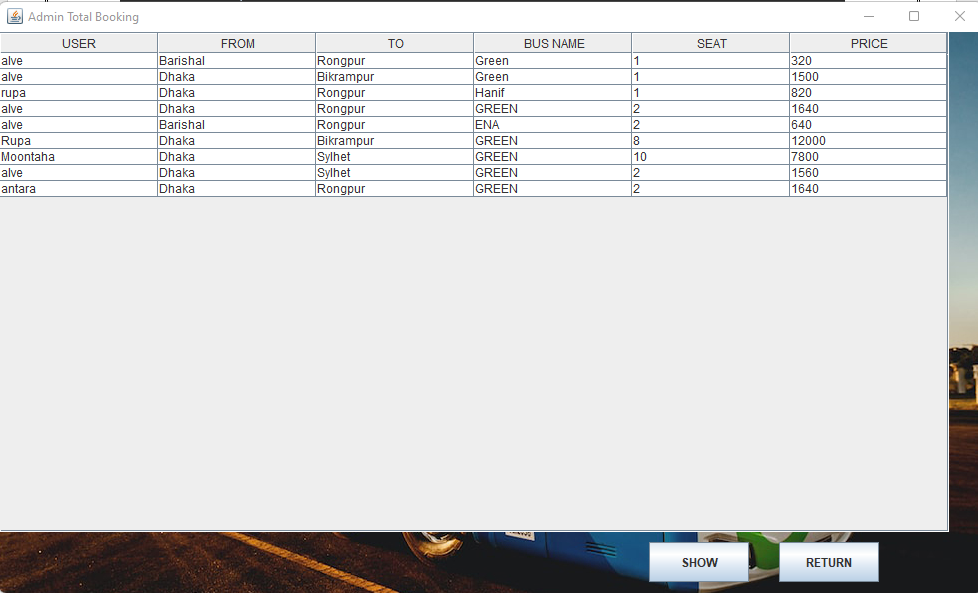 Admin Total Booking
USER FROM TO BUS NAME SEAT PRICE
alve Barishal Rongpur Green 1 320
alve Dhaka Bikrampur Green 1 1500
rupa Dhaka Rongpur Hanif 1 820
alve Dhaka Rongpur GREEN 2 1640
alve Barishal Rongpur ENA 2 640
Rupa Dhaka Bikrampur GREEN 8 12000
Moontaha Dhaka Sylhet GREEN 10 7800
alve Dhaka Sylhet GREEN 2 1560
antara Dhaka Rongpur GREEN 2 1640
SHOW RETURN